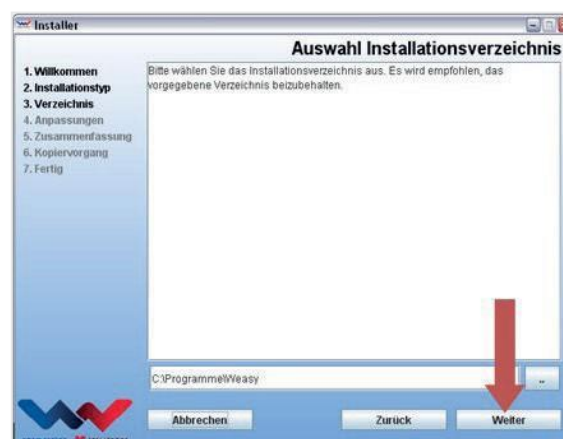 Installer
Auswahl Installationsverzeichnis
1. Willkommen
2. Installationstyp
3. Verzeichnis
4. Anpassungen
5. Zusammenfassung
6. Kopiervorgang
7. Fertig
Bitte wählen Sie das Installationsverzeichnis aus. Es wird empfohlen, das
vorgegebene Verzeichnis beizubehalten.
C:\Programme\Weasy
..
Abbrechen
Zurück
Weiter